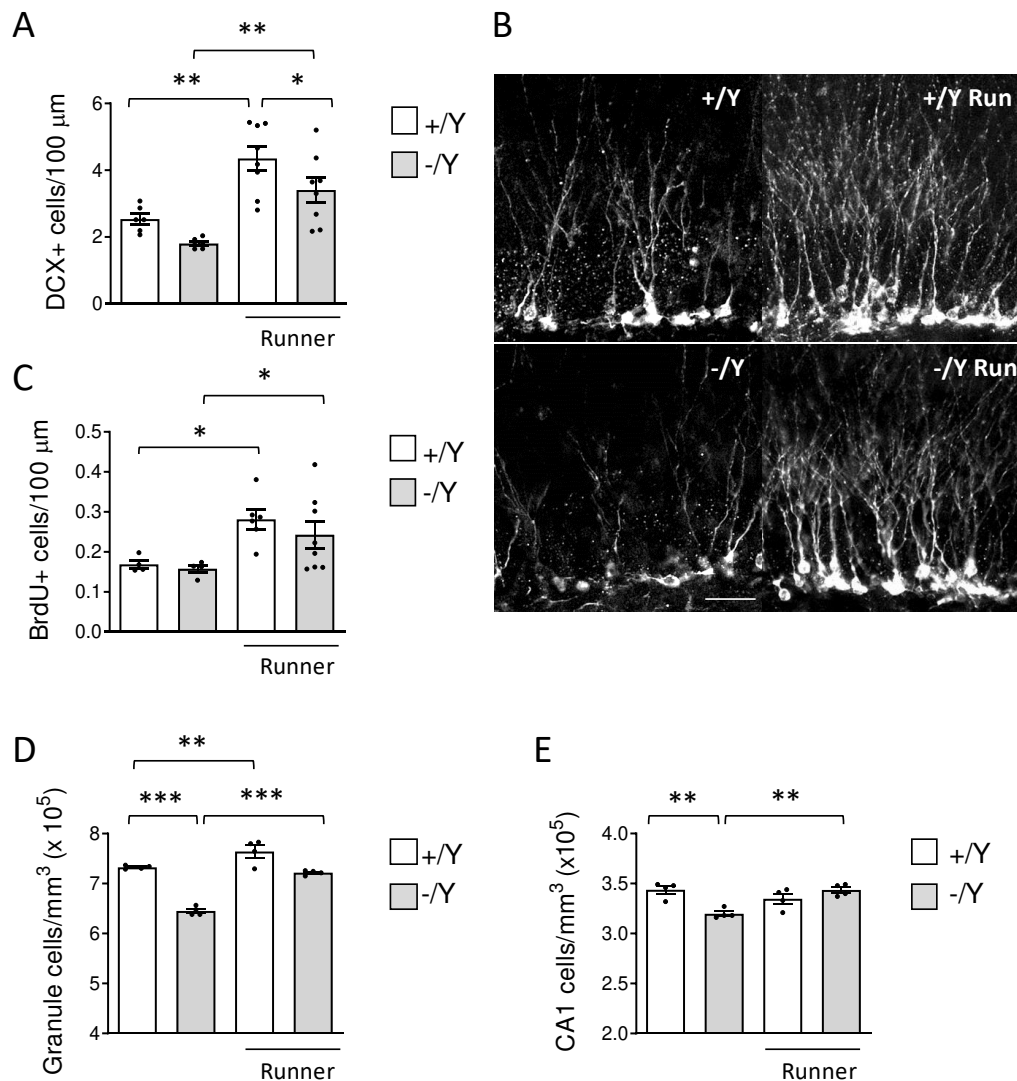 A
**
**
*
DCX+ cells/100 μm
6
4
2
0
Runner
+/Y
-/Y
B
+/Y
+/Y Run
-/Y
-/Y Run
C
*
*
BrdU+ cells/100 μm
0.5
0.4
0.3
0.2
0.1
0.0
Runner
+/Y
-/Y
D
**
***
***
Granule cells/mm³ (x 10⁵)
8
7
6
5
4
Runner
+/Y
-/Y
E
**
**
CA1 cells/mm³ (x10⁵)
4.0
3.5
3.0
2.5
2.0
Runner
+/Y
-/Y